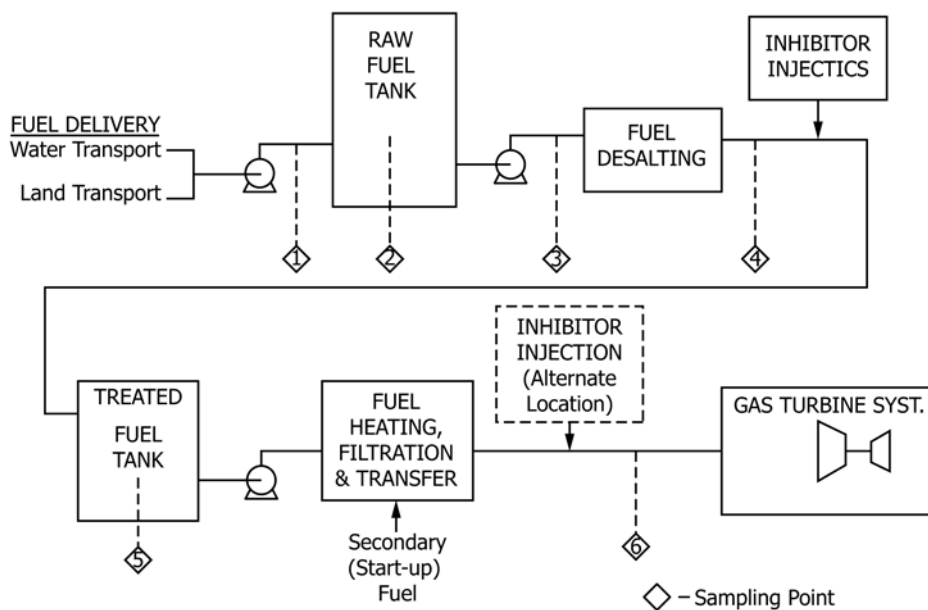 RAW
FUEL
TANK
INHIBITOR
INJECTICS
FUEL DELIVERY
Water Transport
Land Transport
FUEL
DESALTING
1
2
3
4
INHIBITOR
INJECTION
(Alternate
Location)
TREATED
FUEL
TANK
FUEL
HEATING,
FILTRATION
& TRANSFER
GAS TURBINE SYST.
5
Secondary
(Start-up)
Fuel
6
– Sampling Point